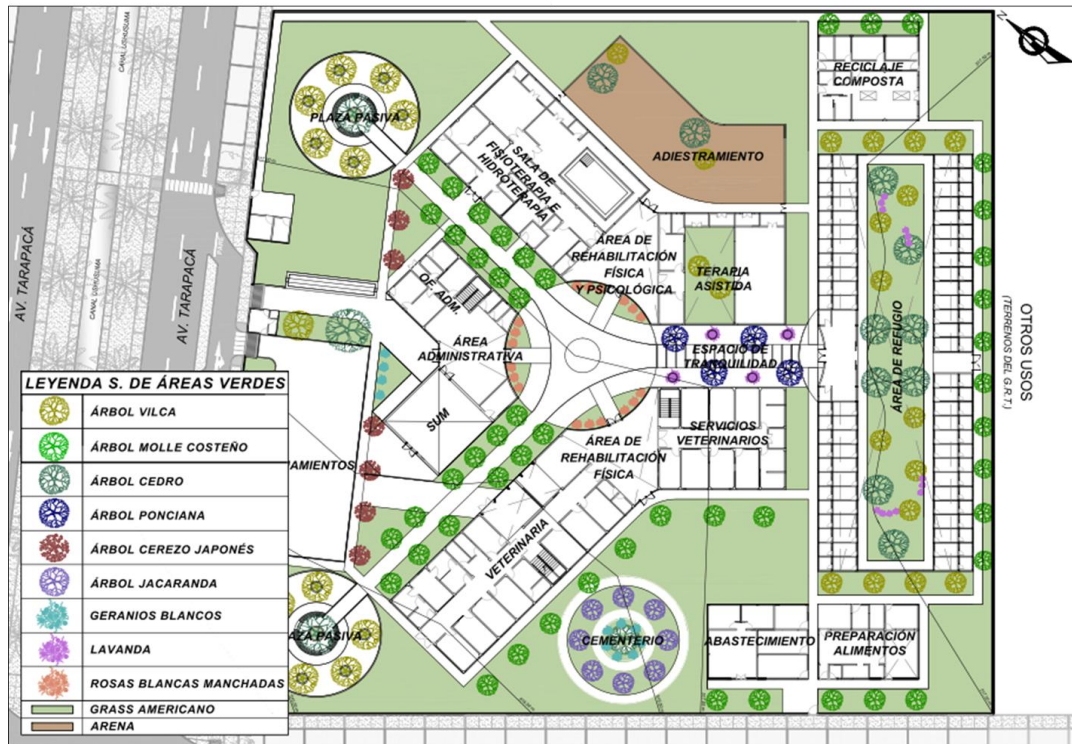 CANAL USHUSUMA
AV. TARAPACÁ
CANAL USHUSUMA
AV. TARAPACÁ
N
PLAZA PASIVA
SALA DE
FISIOTERAPIA E
HIDROTERAPIA
ADIESTRAMIENTO
RECICLAJE
COMPOSTA
ÁREA DE
REHABILITACIÓN
FÍSICA
Y PSICOLÓGICA
TERAPIA
ASISTIDA
OF. ADM.
ÁREA
ADMINISTRATIVA
ESPACIO DE
TRANQUILIDAD
ÁREA DE REFUGIO
OTROS USOS
(TERRENOS DEL G.R.T.)
SUM
SERVICIOS
VETERINARIOS
ÁREA DE
REHABILITACIÓN
FÍSICA
AMIENTOS
VETERINARIA
AZA PASIVA
CEMENTERIO
ABASTECIMIENTO
PREPARACIÓN
ALIMENTOS
LEYENDA S. DE ÁREAS VERDES
ÁRBOL VILCA
ÁRBOL MOLLE COSTEÑO
ÁRBOL CEDRO
ÁRBOL PONCIANA
ÁRBOL CEREZO JAPONÉS
ÁRBOL JACARANDA
GERANIOS BLANCOS
LAVANDA
ROSAS BLANCAS MANCHADAS
GRASS AMERICANO
ARENA